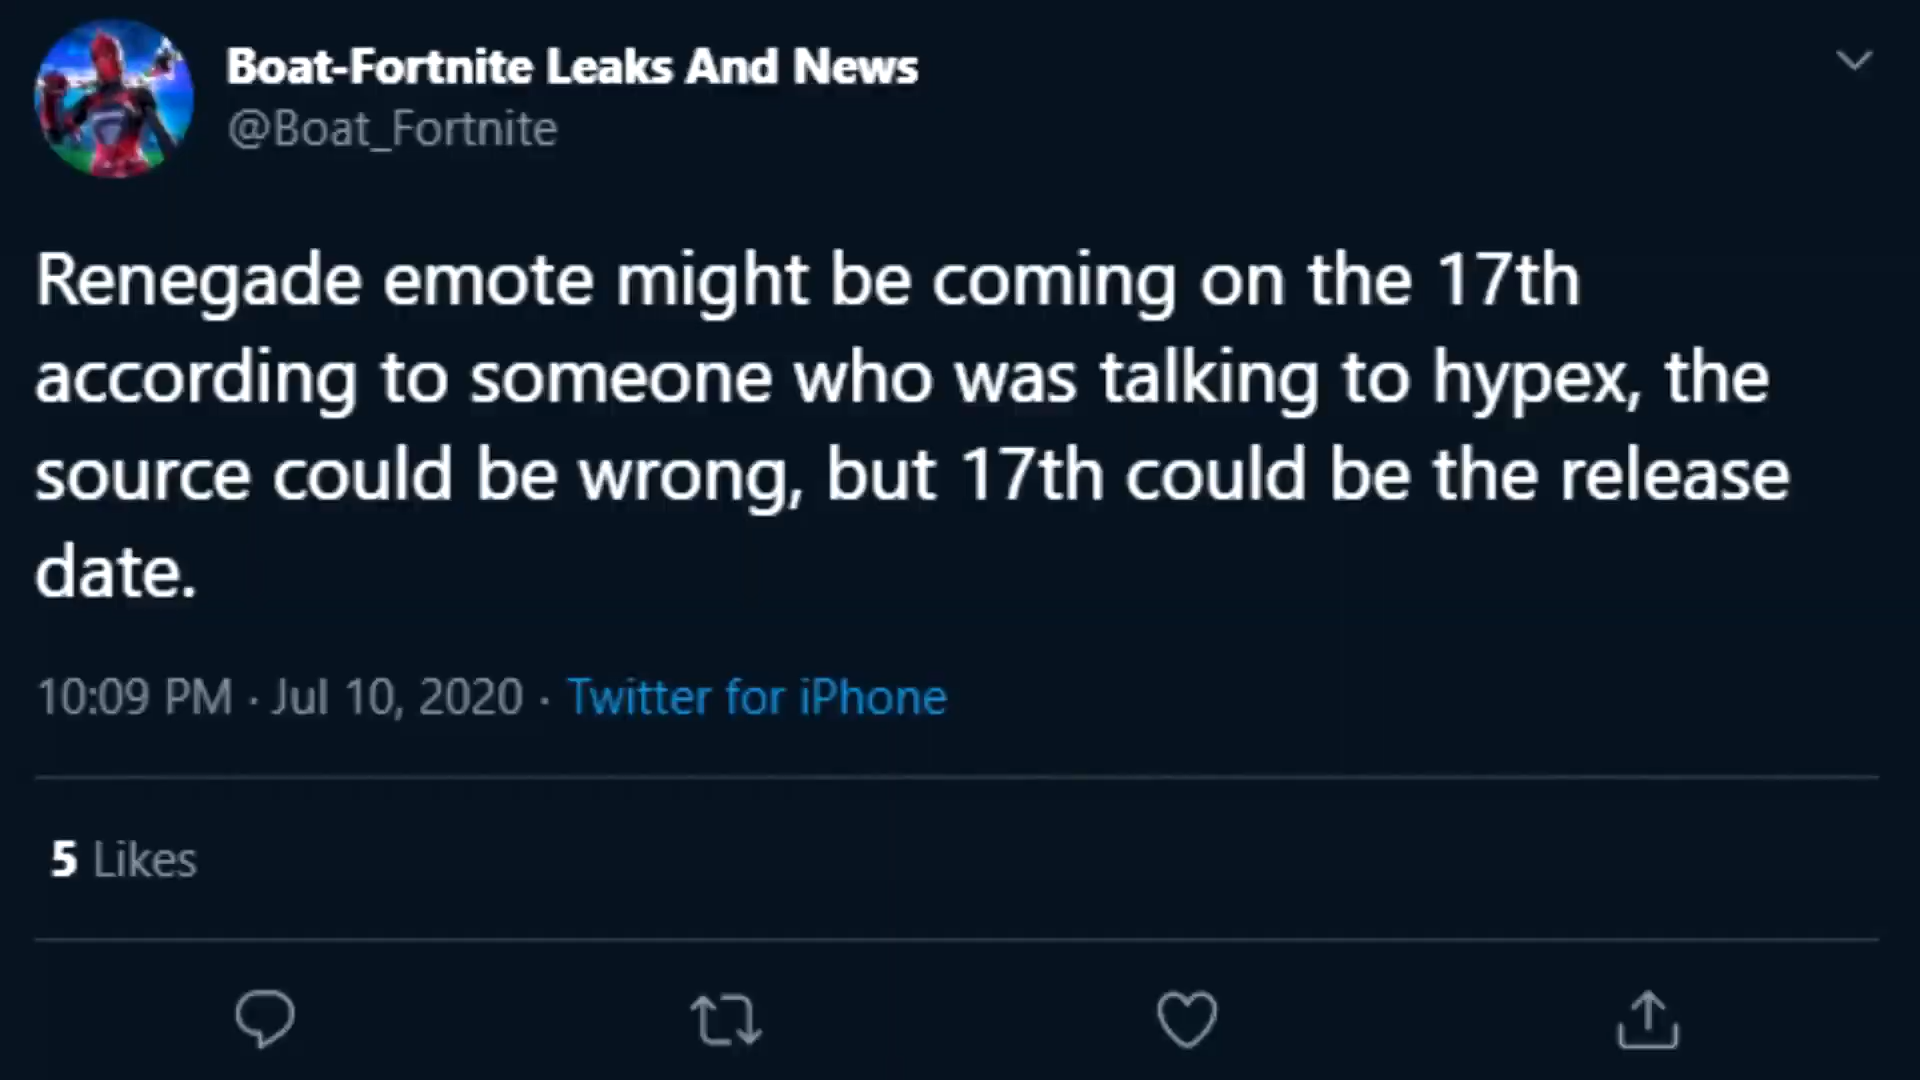 Boat-Fortnite Leaks And News
@Boat_Fortnite
Renegade emote might be coming on the 17th
according to someone who was talking to hypex, the
source could be wrong, but 17th could be the release
date.
10:09 PM · Jul 10, 2020 · Twitter for iPhone
5 Likes